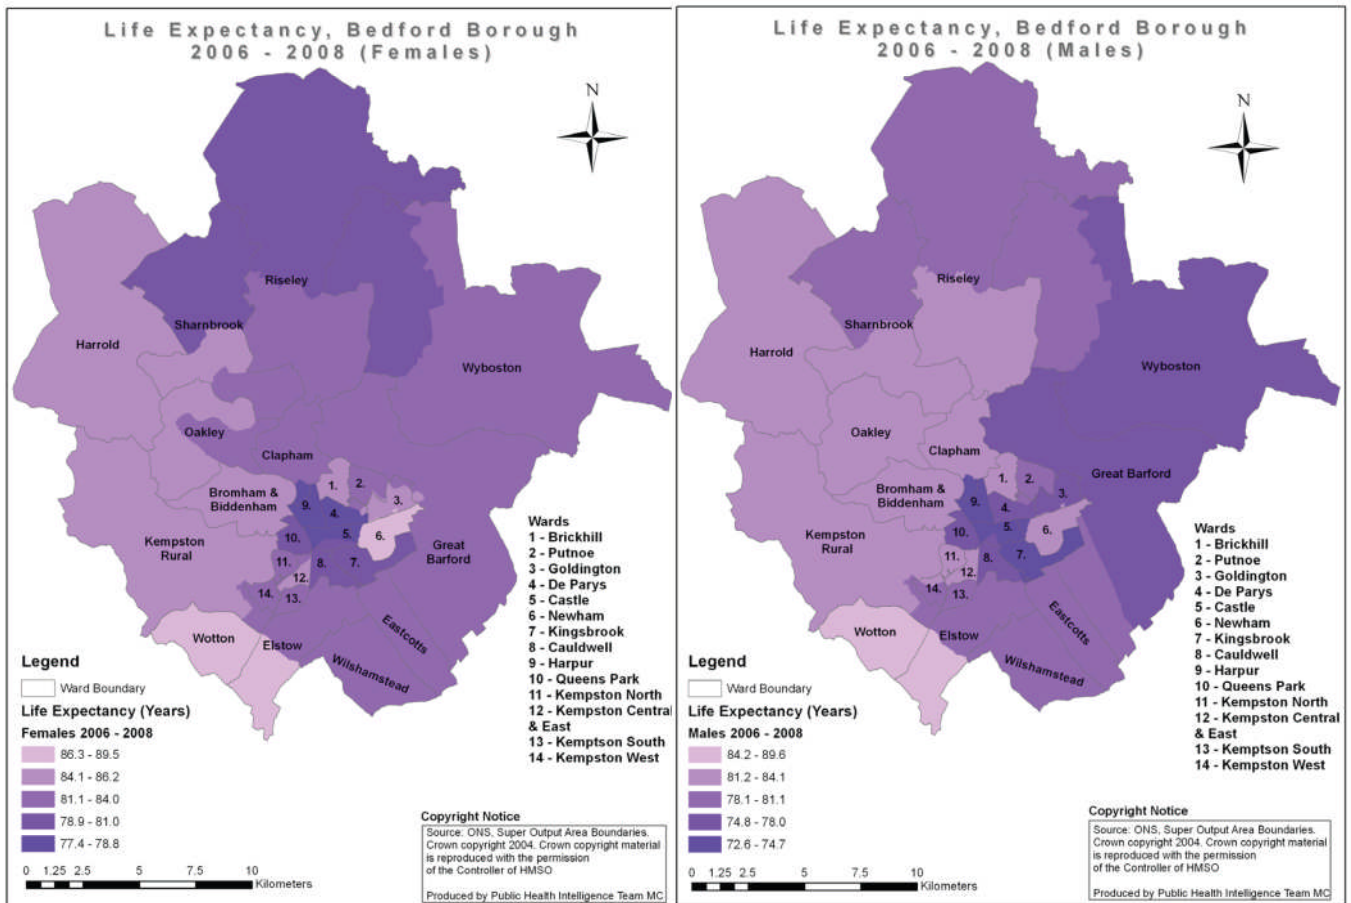 Life Expectancy, Bedford Borough
2006 - 2008 (Females)
N
Riseley
Sharnbrook
Harrold
Wyboston
Oakley
Clapham
Bromham &
Biddenham
Kempston
Rural
Great
Barford
Eastcotts
Wilshamstead
Elstow
Wotton
1.
2.
3.
4.
5.
6.
7.
8.
9.
10.
11.
12.
13.
14.
Wards
1 - Brickhill
2 - Putnoe
3 - Goldington
4 - De Parys
5 - Castle
6 - Newham
7 - Kingsbrook
8 - Cauldwell
9 - Harpur
10 - Queens Park
11 - Kempston North
12 - Kempston Central
& East
13 - Kemptson South
14 - Kempston West
Legend
Ward Boundary
Life Expectancy (Years)
Females 2006 - 2008
86.3 - 89.5
84.1 - 86.2
81.1 - 84.0
78.9 - 81.0
77.4 - 78.8
0 1.25 2.5 5 7.5 10
Kilometers
Copyright Notice
Source: ONS, Super Output Area Boundaries.
Crown copyright 2004. Crown copyright material
is reproduced with the permission
of the Controller of HMSO
Produced by Public Health Intelligence Team MC
Life Expectancy, Bedford Borough
2006 - 2008 (Males)
N
Riseley
Sharnbrook
Harrold
Wyboston
Oakley
Clapham
Great Barford
Bromham &
Biddenham
Kempston
Rural
Eastcotts
Wilshamstead
Elstow
Wotton
1.
2.
3.
4.
5.
6.
7.
8.
9.
10.
11.
12.
13.
14.
Wards
1 - Brickhill
2 - Putnoe
3 - Goldington
4 - De Parys
5 - Castle
6 - Newham
7 - Kingsbrook
8 - Cauldwell
9 - Harpur
10 - Queens Park
11 - Kempston North
12 - Kempston Central
& East
13 - Kemptson South
14 - Kempston West
Legend
Ward Boundary
Life Expectancy (Years)
Males 2006 - 2008
84.2 - 89.6
81.2 - 84.1
78.1 - 81.1
74.8 - 78.0
72.6 - 74.7
0 1.25 2.5 5 7.5 10
Kilometers
Copyright Notice
Source: ONS, Super Output Area Boundaries.
Crown copyright 2004. Crown copyright material
is reproduced with the permission
of the Controller of HMSO
Produced by Public Health Intelligence Team MC